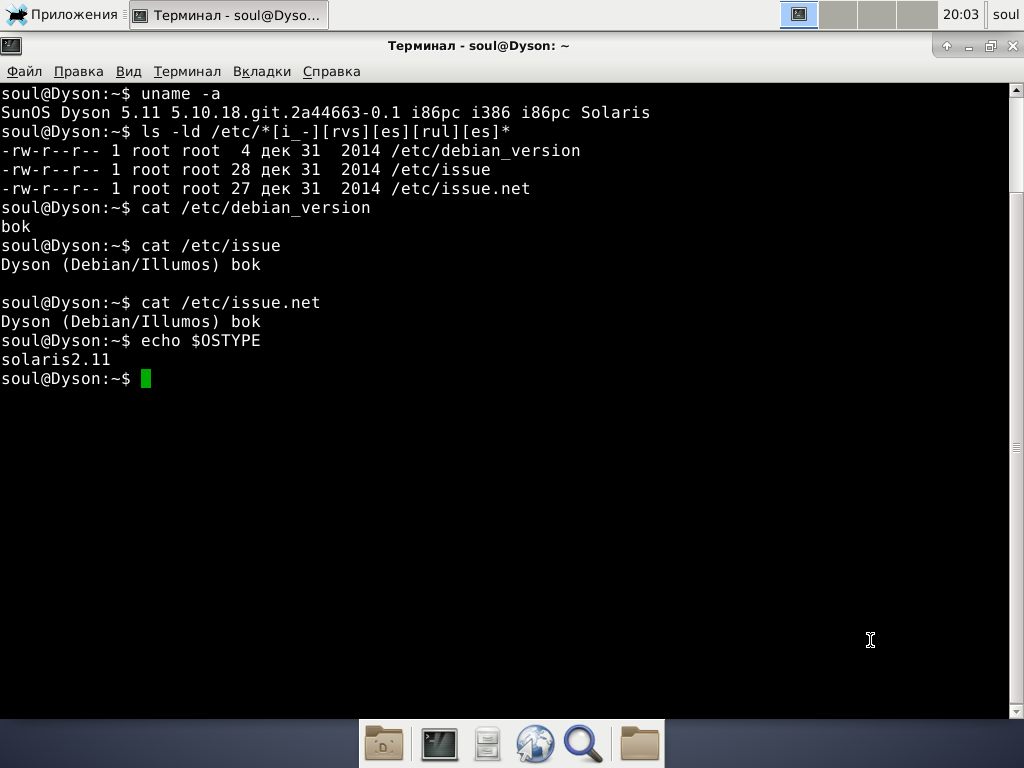 Приложения
Терминал - soul@Dyso...
20:03
soul
Терминал - soul@Dyson: ~
Файл Правка Вид Терминал Вкладки Справка
soul@Dyson:~$ uname -a
SunOS Dyson 5.11 5.10.18.git.2a44663-0.1 i86pc i386 i86pc Solaris
soul@Dyson:~$ ls -ld /etc/*[i_-][rvs][es][rul][es]*
-rw-r--r-- 1 root root  4 дек 31  2014 /etc/debian_version
-rw-r--r-- 1 root root 28 дек 31  2014 /etc/issue
-rw-r--r-- 1 root root 27 дек 31  2014 /etc/issue.net
soul@Dyson:~$ cat /etc/debian_version
bok
soul@Dyson:~$ cat /etc/issue
Dyson (Debian/Illumos) bok
soul@Dyson:~$ cat /etc/issue.net
Dyson (Debian/Illumos) bok
soul@Dyson:~$ echo $OSTYPE
solaris2.11
soul@Dyson:~$
D